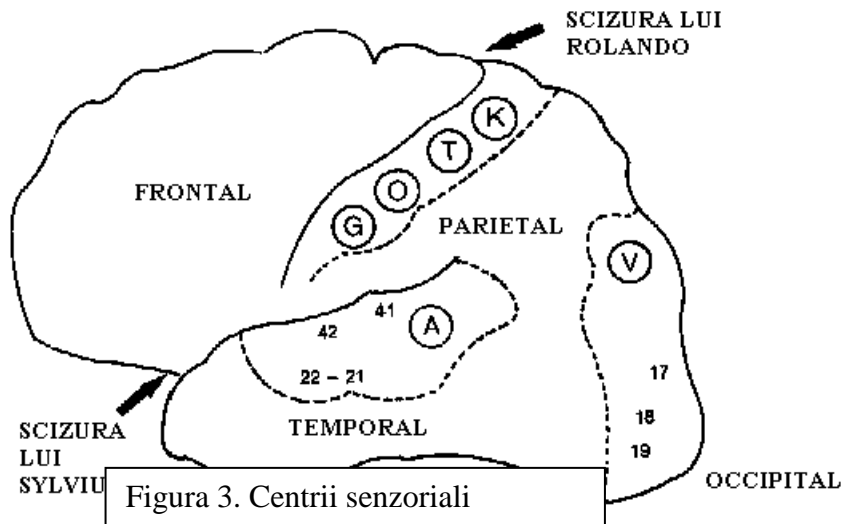 SCIZURA LUI
ROLANDO
K
T
O
G
FRONTAL
PARIETAL
V
41
42
A
22 - 21
17
18
19
TEMPORAL
SCIZURA
LUI
SYLVIU
OCCIPITAL
Figura 3. Centrii senzoriali